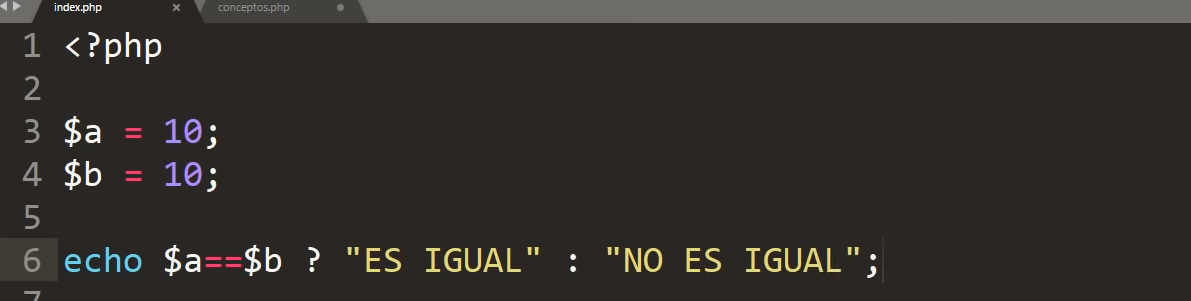 index.php × conceptos.php
1 <?php
2
3 $a = 10;
4 $b = 10;
5
6 echo $a==$b ? "ES IGUAL" : "NO ES IGUAL";
7